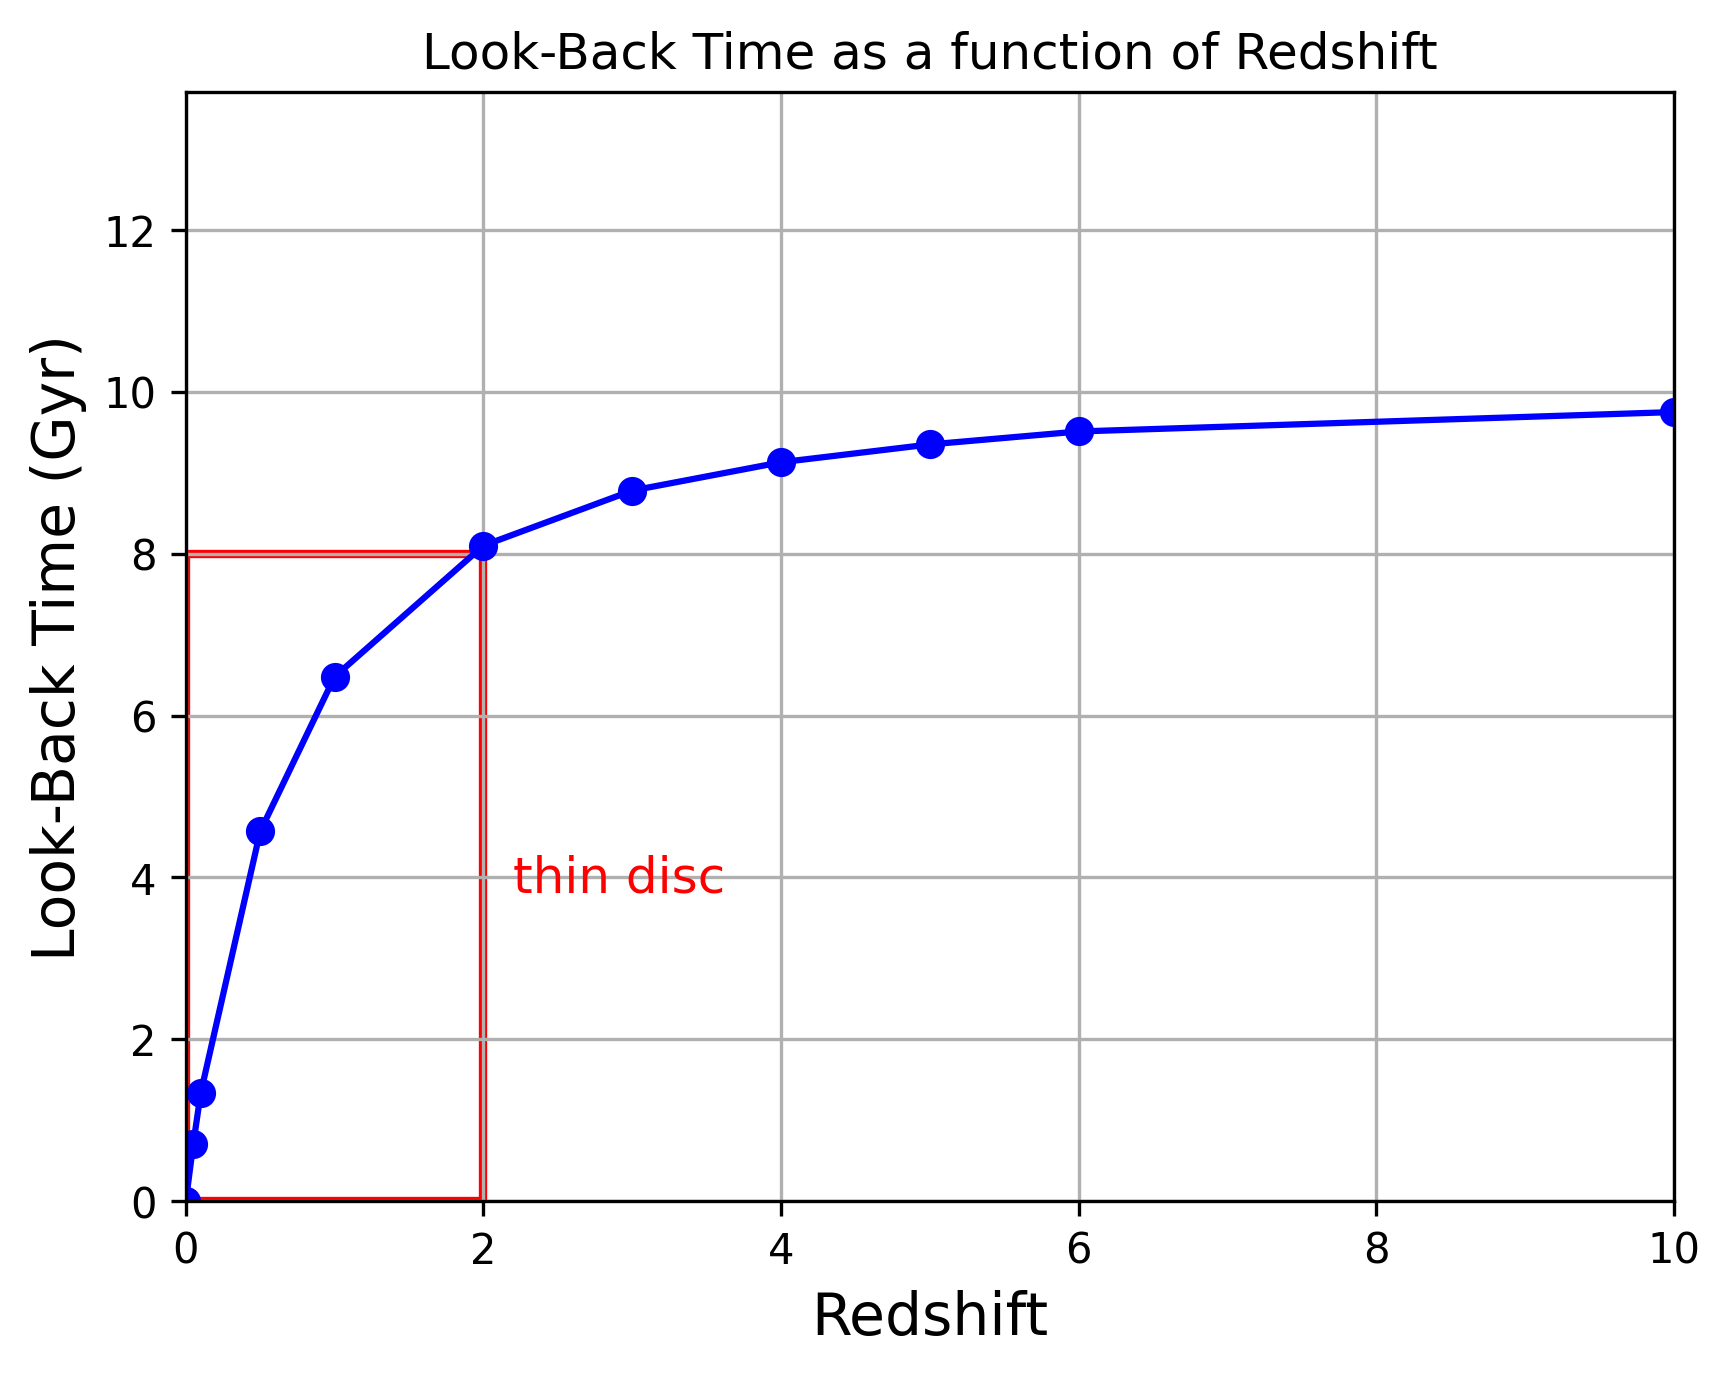 Look-Back Time as a function of Redshift
Look-Back Time (Gyr)
12
10
8
6
4
2
0
thin disc
0 2 4 6 8 10
Redshift